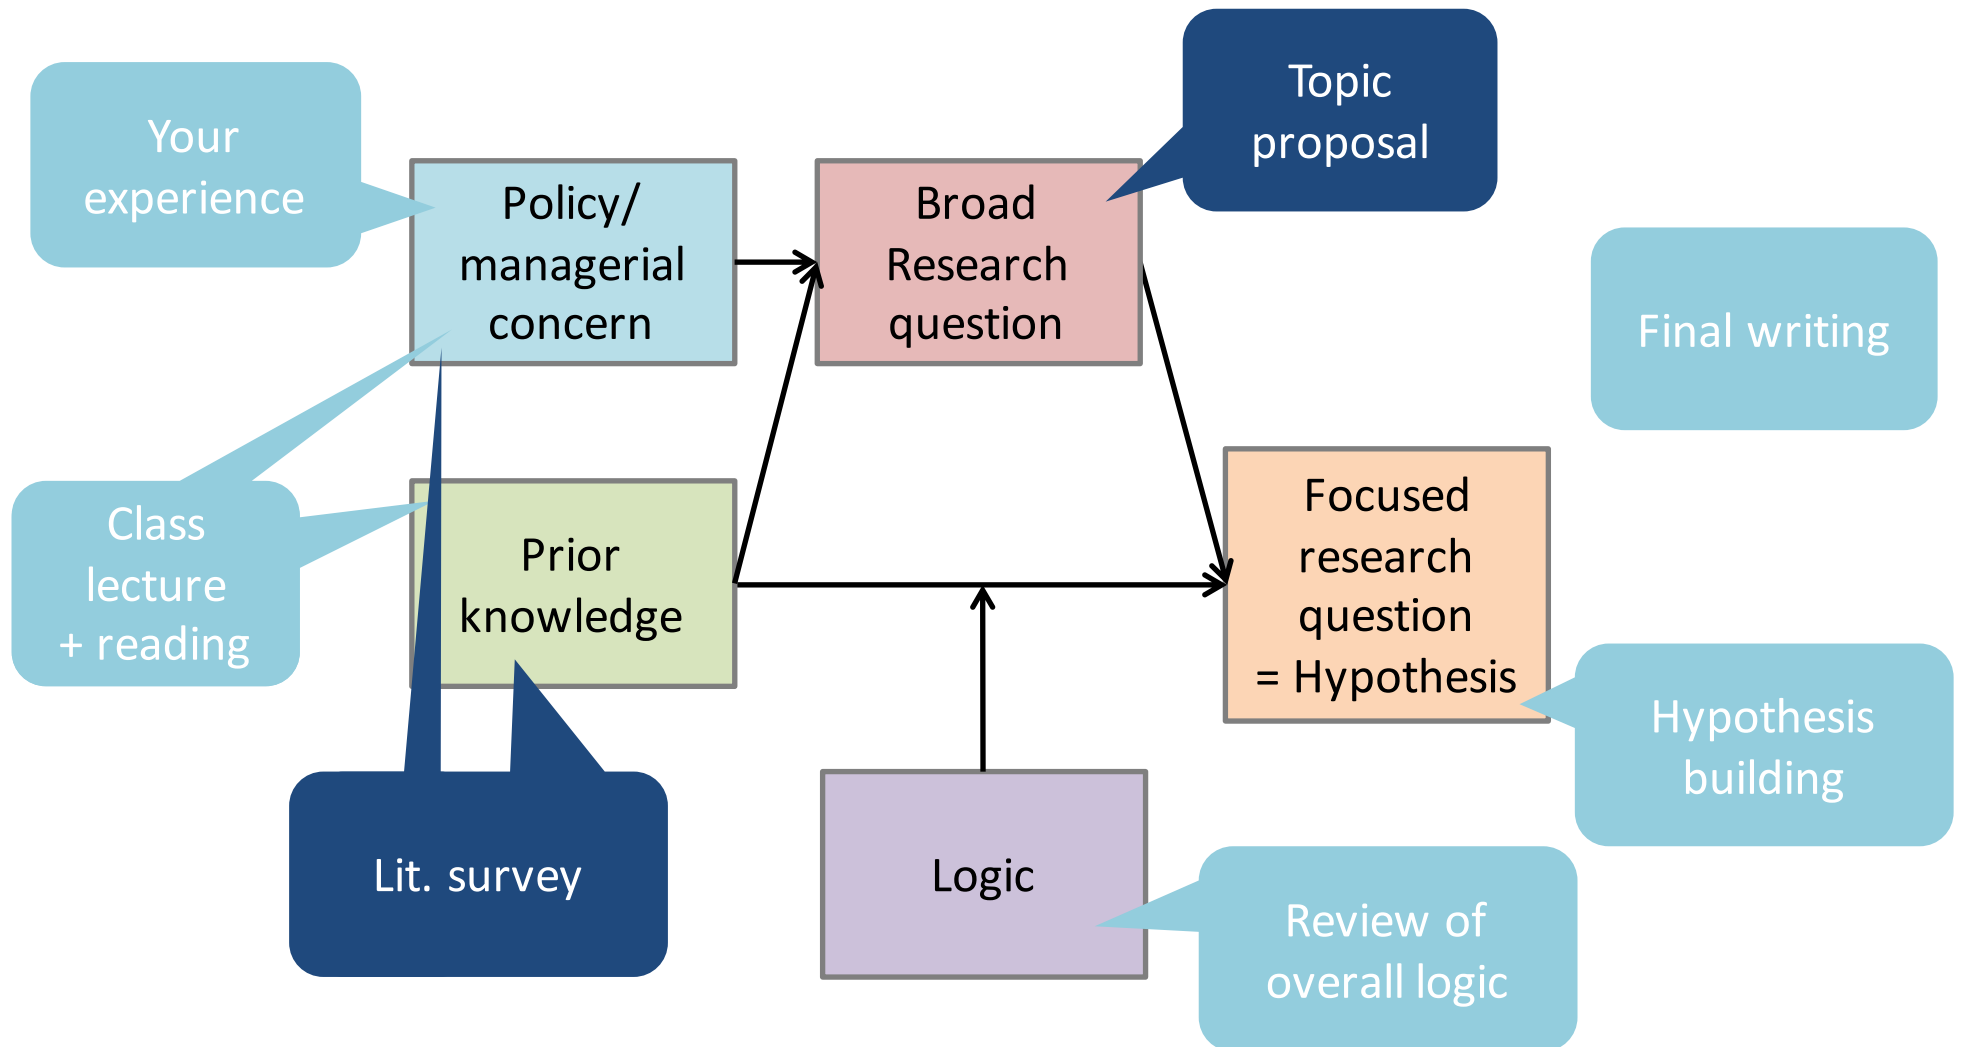 Topic
proposal
Your
experience
Policy/
managerial
concern
Broad
Research
question
Final writing
Class
lecture
+ reading
Prior
knowledge
Focused
research
question
= Hypothesis
Hypothesis
building
Lit. survey
Logic
Review of
overall logic